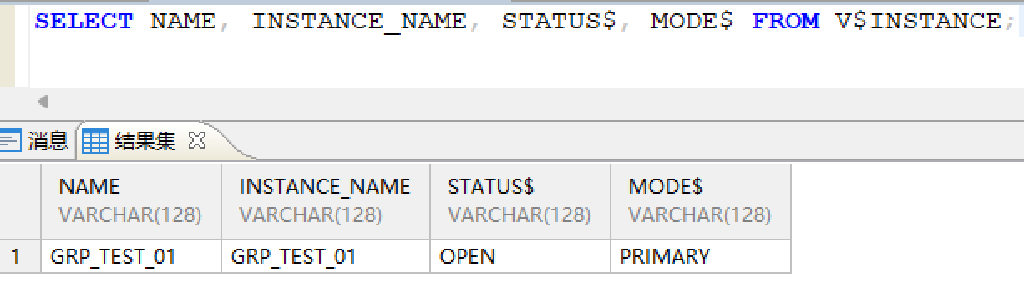 SELECT NAME, INSTANCE_NAME, STATUS$, MODE$ FROM V$INSTANCE;
消息 结果集
NAME INSTANCE_NAME STATUS$ MODE$
VARCHAR(128) VARCHAR(128) VARCHAR(128) VARCHAR(128)
1 GRP_TEST_01 GRP_TEST_01 OPEN PRIMARY